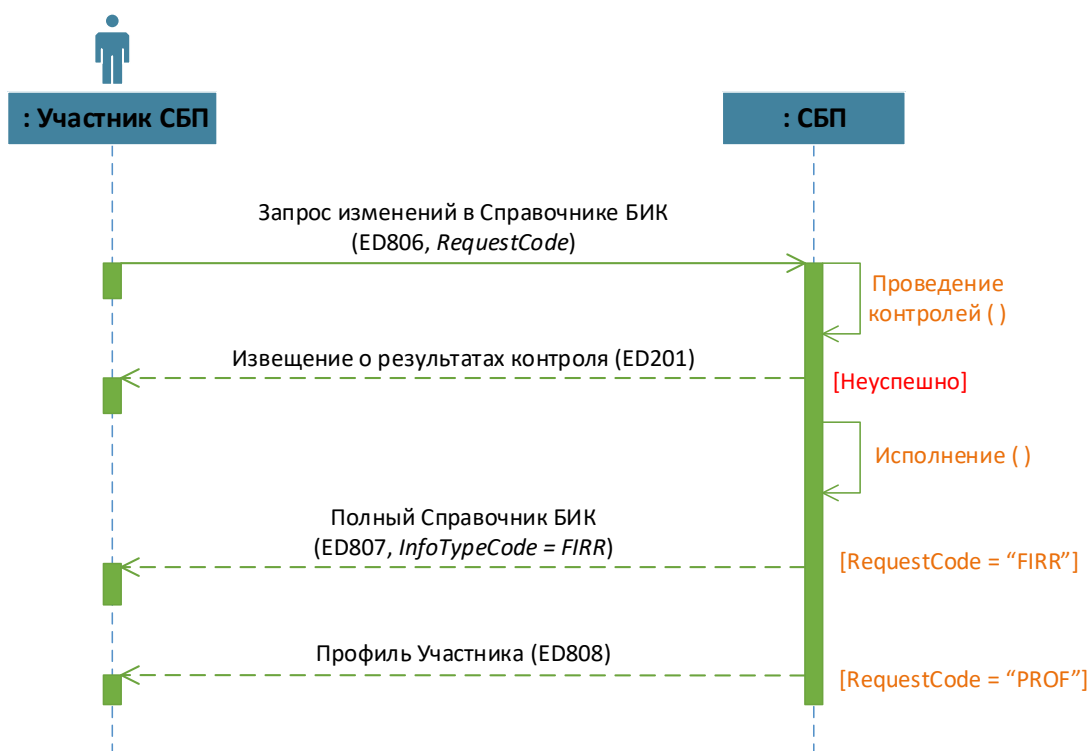 : Участник СБП
: СБП
Запрос изменений в Справочнике БИК
(ED806, RequestCode)
Проведение
контролей ( )
Извещение о результатах контроля (ED201)
[Неуспешно]
Исполнение ( )
Полный Справочник БИК
(ED807, InfoTypeCode = FIRR)
[RequestCode = “FIRR”]
Профиль Участника (ED808)
[RequestCode = “PROF”]